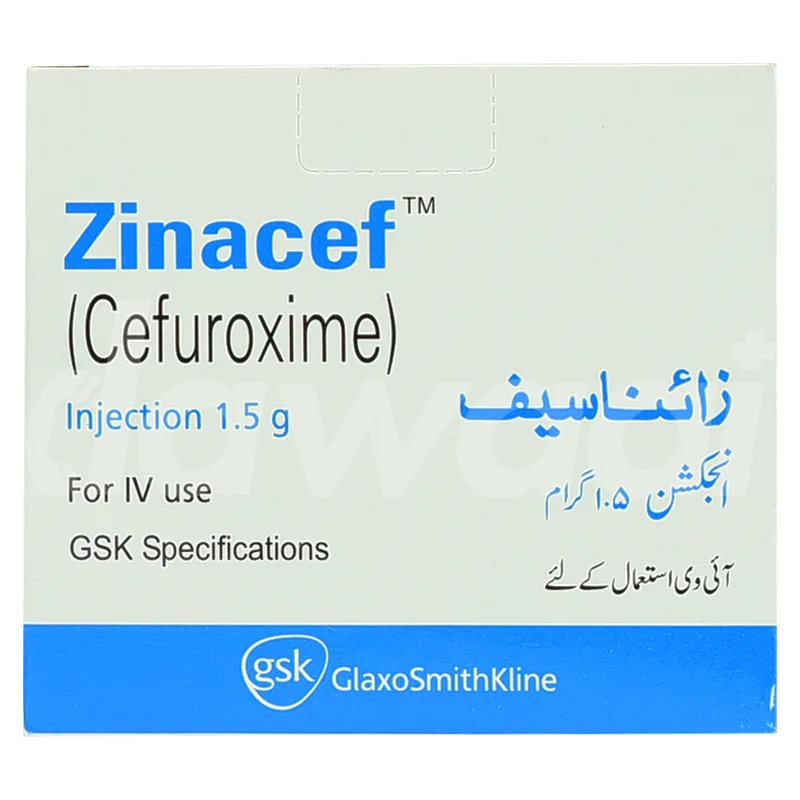 Zinacef™
(Cefuroxime)
Injection 1.5 g
For IV use
GSK Specifications
زائناسیف
انجکشن ۱.۵ گرام
آئی وی استعمال کے لئے
gsk GlaxoSmithKline
dawaai